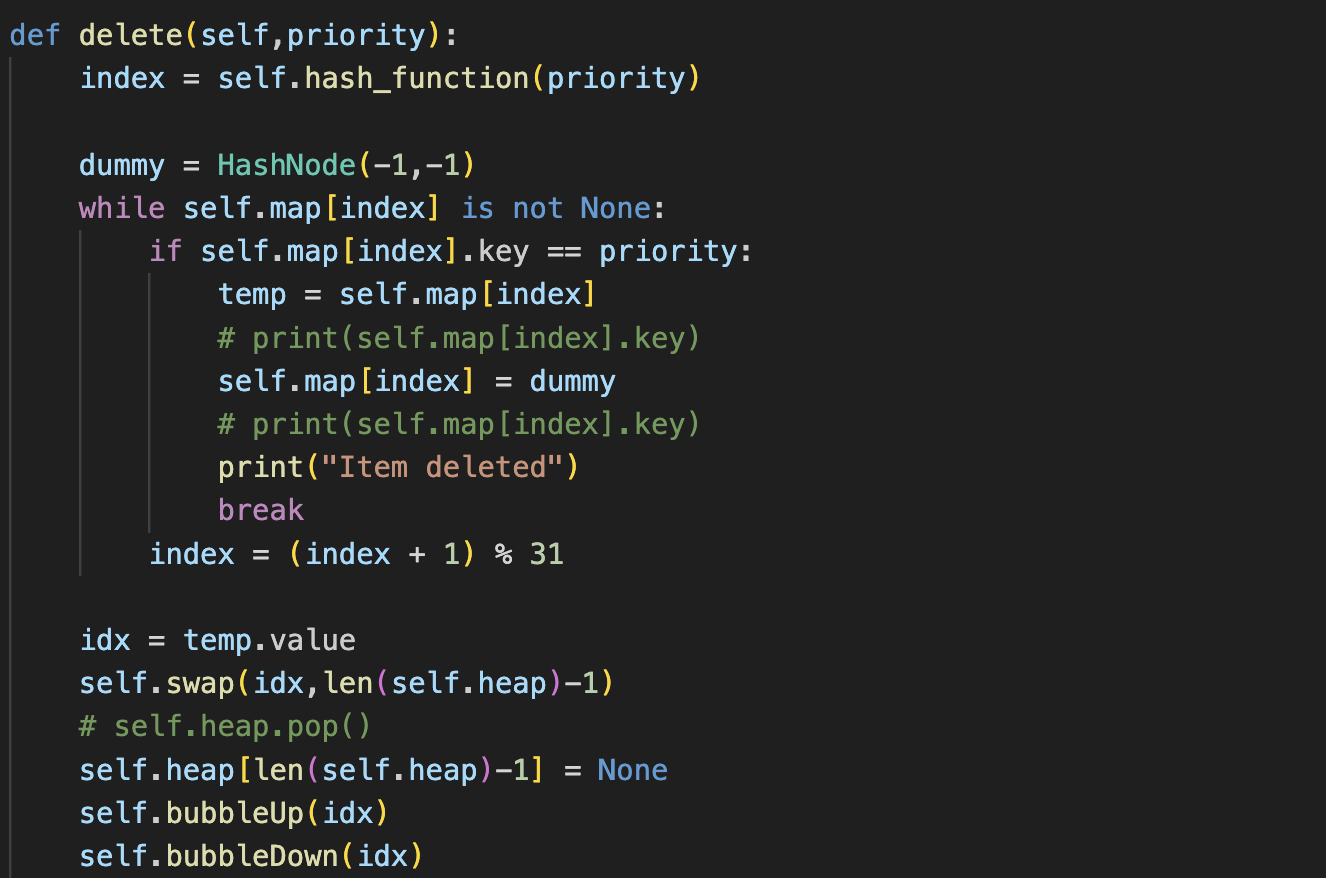 def delete(self,priority):
    index = self.hash_function(priority)

    dummy = HashNode(-1,-1)
    while self.map[index] is not None:
        if self.map[index].key == priority:
            temp = self.map[index]
            # print(self.map[index].key)
            self.map[index] = dummy
            # print(self.map[index].key)
            print("Item deleted")
            break
        index = (index + 1) % 31

    idx = temp.value
    self.swap(idx,len(self.heap)-1)
    # self.heap.pop()
    self.heap[len(self.heap)-1] = None
    self.bubbleUp(idx)
    self.bubbleDown(idx)